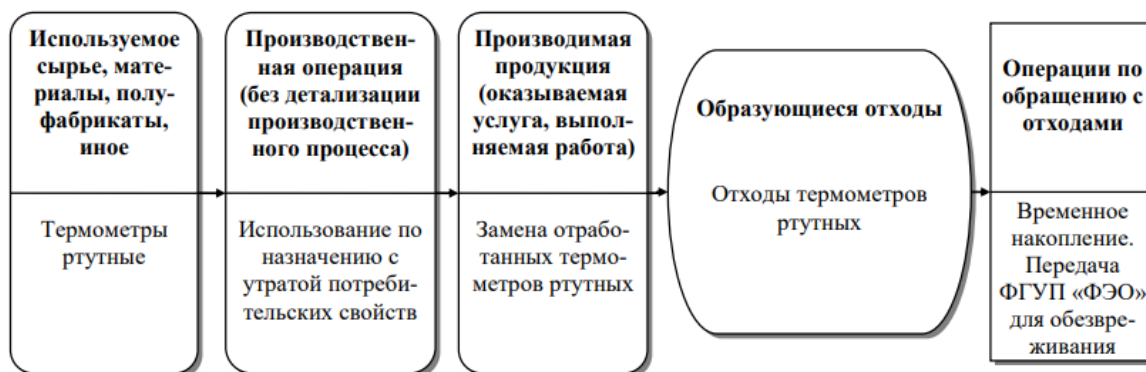 Используемое
сырье, мате-
риалы, полу-
фабрикаты,
иное
Термометры
ртутные
Производствен-
ная операция
(без детализации
производствен-
ного процесса)
Использование по
назначению с
утратой потреби-
тельских свойств
Производимая
продукция
(оказываемая
услуга, выпол-
няемая работа)
Замена отрабо-
танных термо-
метров ртутных
Образующиеся отходы
Отходы термометров
ртутных
Операции по
обращению с
отходами
Временное
накопление.
Передача
ФГУП «ФЭО»
для обезвре-
живания